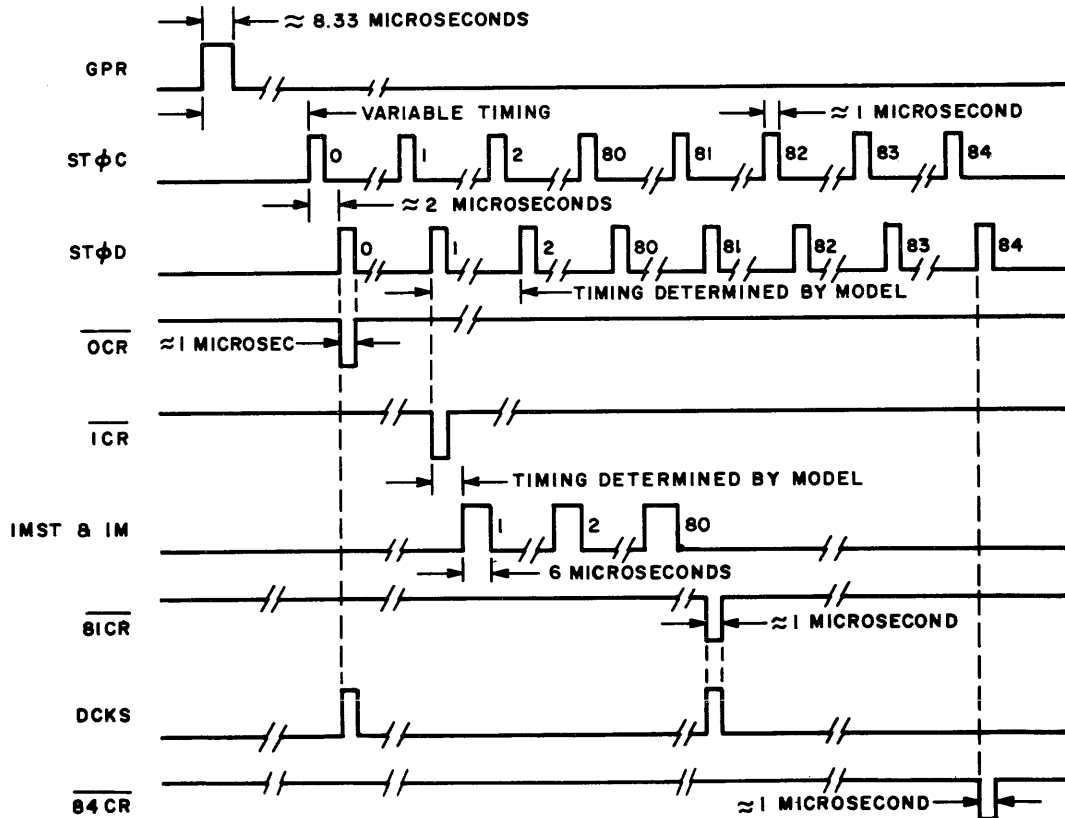 ≈ 8.33 MICROSECONDS
GPR
VARIABLE TIMING
≈ 1 MICROSECOND
STϕC
0 1 2 80 81 82 83 84
≈ 2 MICROSECONDS
STϕD
0 1 2 80 81 82 83 84
TIMING DETERMINED BY MODEL
OCR
≈ 1 MICROSEC
1CR
TIMING DETERMINED BY MODEL
IMST & IM
1 2 80
6 MICROSECONDS
81CR
≈ 1 MICROSECOND
DCKS
84CR
≈ 1 MICROSECOND